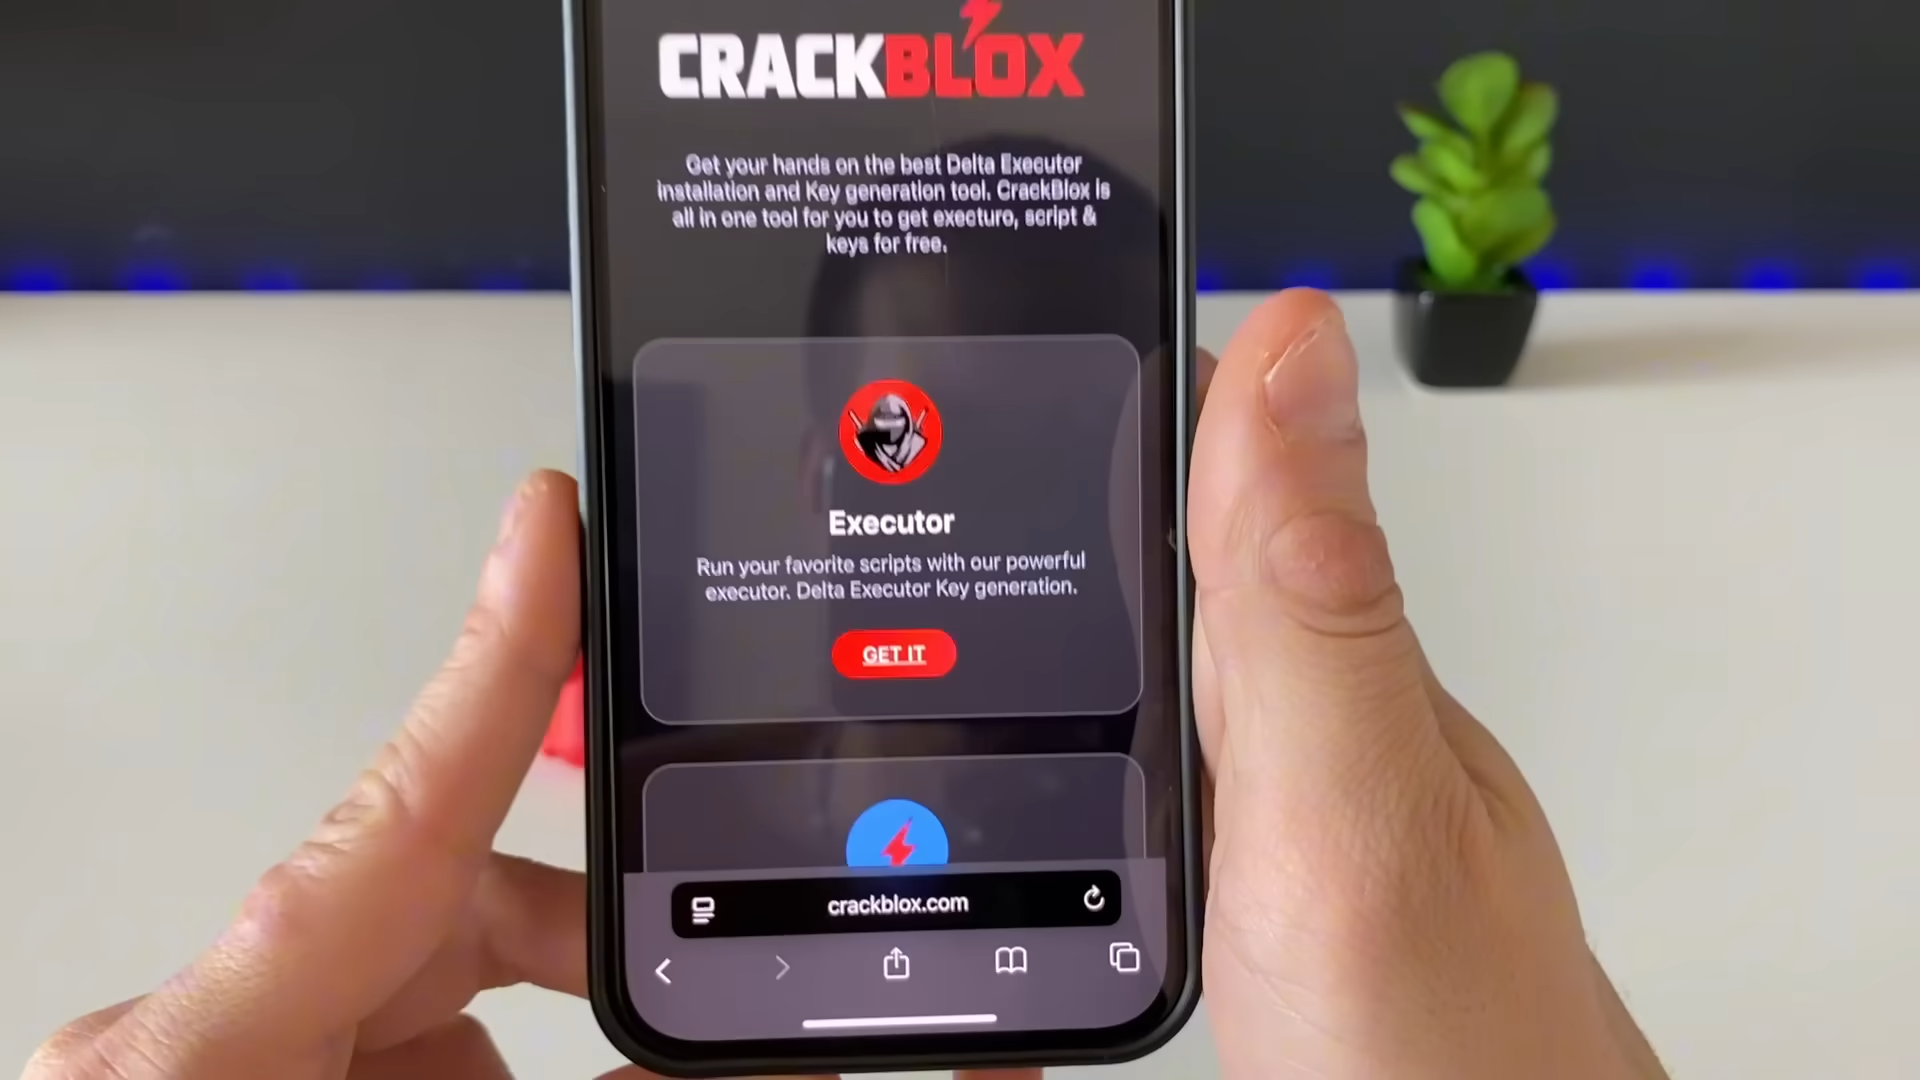 CRACKBLOX
Get your hands on the best Delta Executor
installation and Key generation tool. CrackBlox is
all in one tool for you to get execturo, script &
keys for free.
Executor
Run your favorite scripts with our powerful
executor. Delta Executor Key generation.
GET IT
crackblox.com